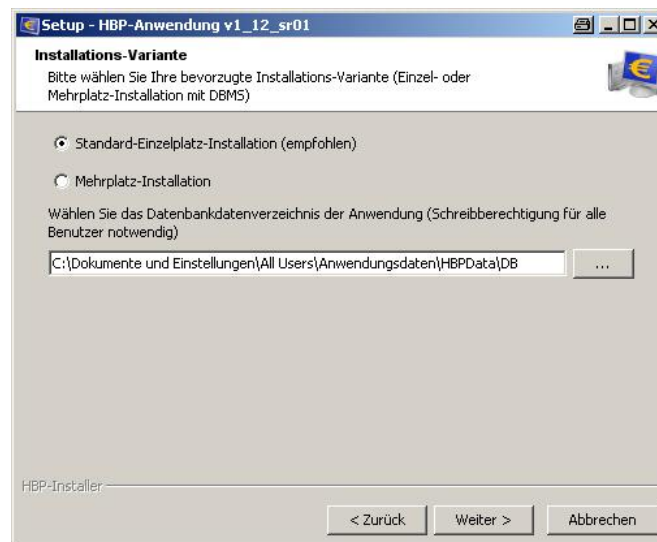 Setup - HBP-Anwendung v1_12_sr01
Installations-Variante
Bitte wählen Sie Ihre bevorzugte Installations-Variante (Einzel- oder
Mehrplatz-Installation mit DBMS)
€
Standard-Einzelplatz-Installation (empfohlen)
Mehrplatz-Installation
Wählen Sie das Datenbankdatenverzeichnis der Anwendung (Schreibberechtigung für alle
Benutzer notwendig)
C:\Dokumente und Einstellungen\All Users\Anwendungsdaten\HBPData\DB
...
HBP-Installer
< Zurück Weiter > Abbrechen